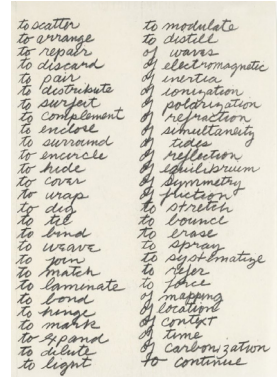 to scatter
to arrange
to repair
to discard
to pair
to distribute
to surfeit
to complement
to enclose
to surround
to encircle
to hide
to cover
to wrap
to dig
to tie
to bind
to weave
to join
to match
to laminate
to bond
to hinge
to mark
to expand
to dilute
to light
to modulate
to distill
of waves
of electromagnetic
of inertia
of ionization
of polarization
of refraction
of simultaneity
of tides
of reflection
of equilibrium
of symmetry
of friction
to stretch
to bounce
to erase
to spray
to systematize
to refer
to force
of mapping
of location
of context
of time
of carbonization
to continue